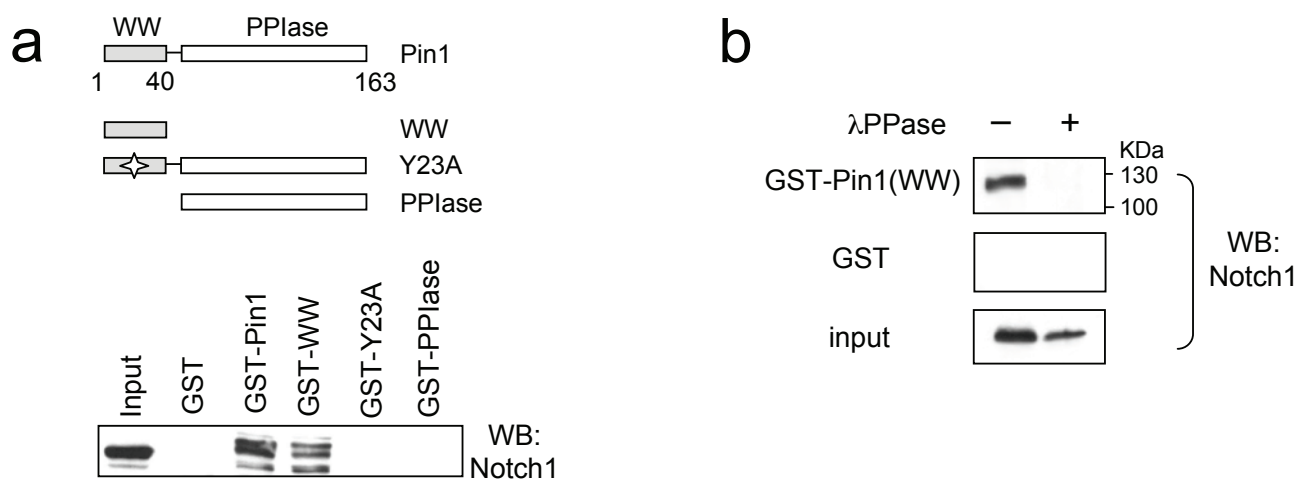 a
WW PPIase
Pin1
1 40 163
WW
Y23A
PPIase
Input GST GST-Pin1 GST-WW GST-Y23A GST-PPIase
WB:
Notch1
b
λPPase − +
KDa
GST-Pin1(WW)
130
100
GST
input
WB:
Notch1